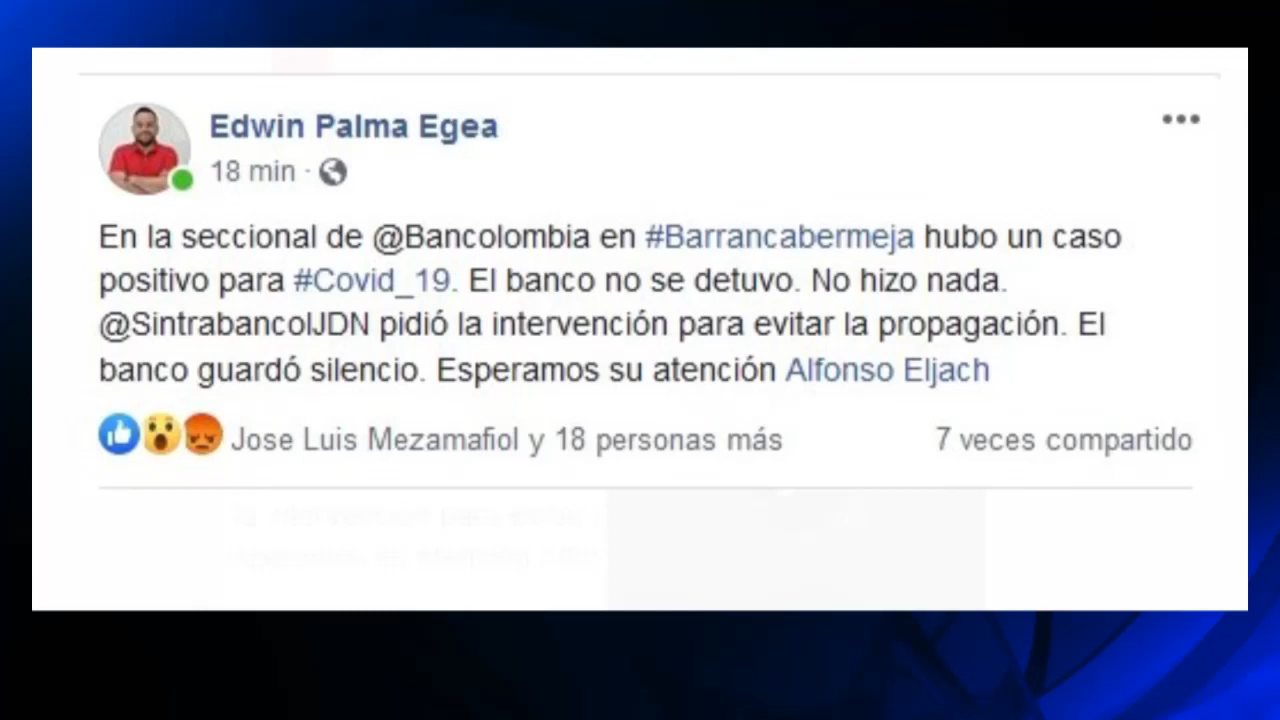 Edwin Palma Egea
18 min ·
En la seccional de @Bancolombia en #Barrancabermeja hubo un caso
positivo para #Covid_19. El banco no se detuvo. No hizo nada.
@SintrabancolJDN pidió la intervención para evitar la propagación. El
banco guardó silencio. Esperamos su atención Alfonso Eljach
Jose Luis Mezamafiol y 18 personas más 7 veces compartido